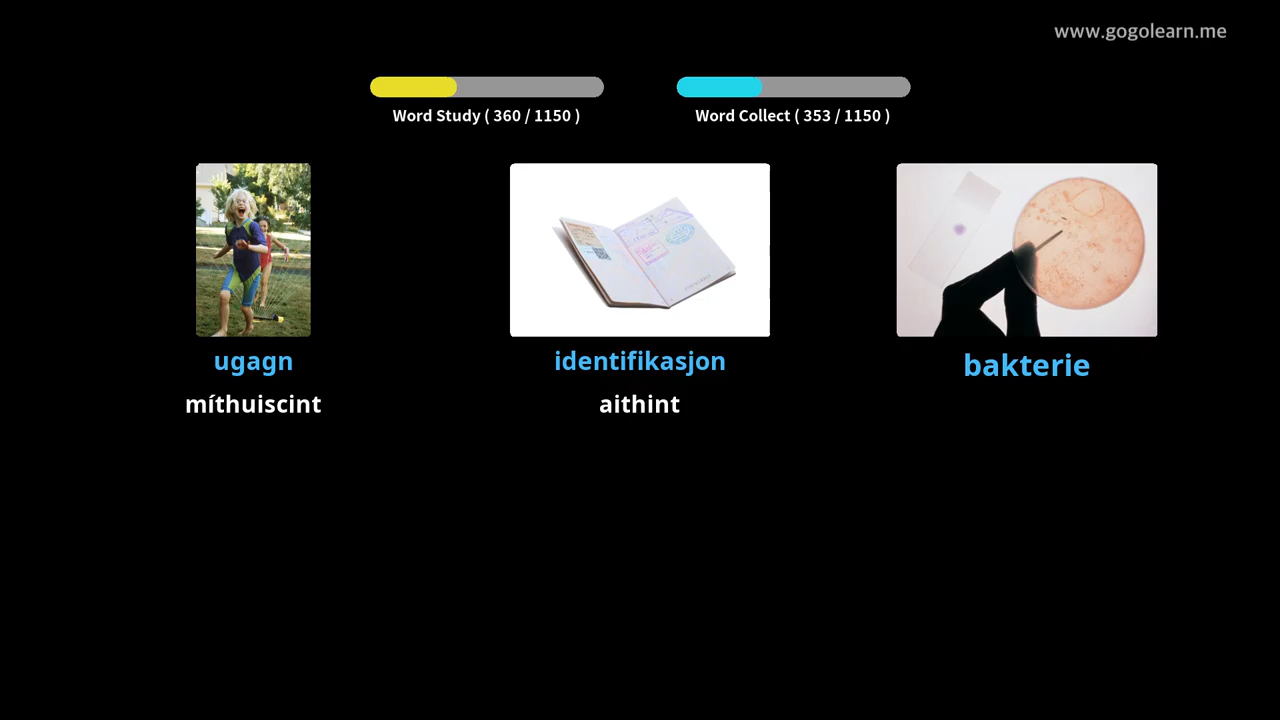 www.gogolearn.me
Word Study ( 360 / 1150 )
Word Collect ( 353 / 1150 )
ugagn
identifikasjon
bakterie
míthuiscint
aithint